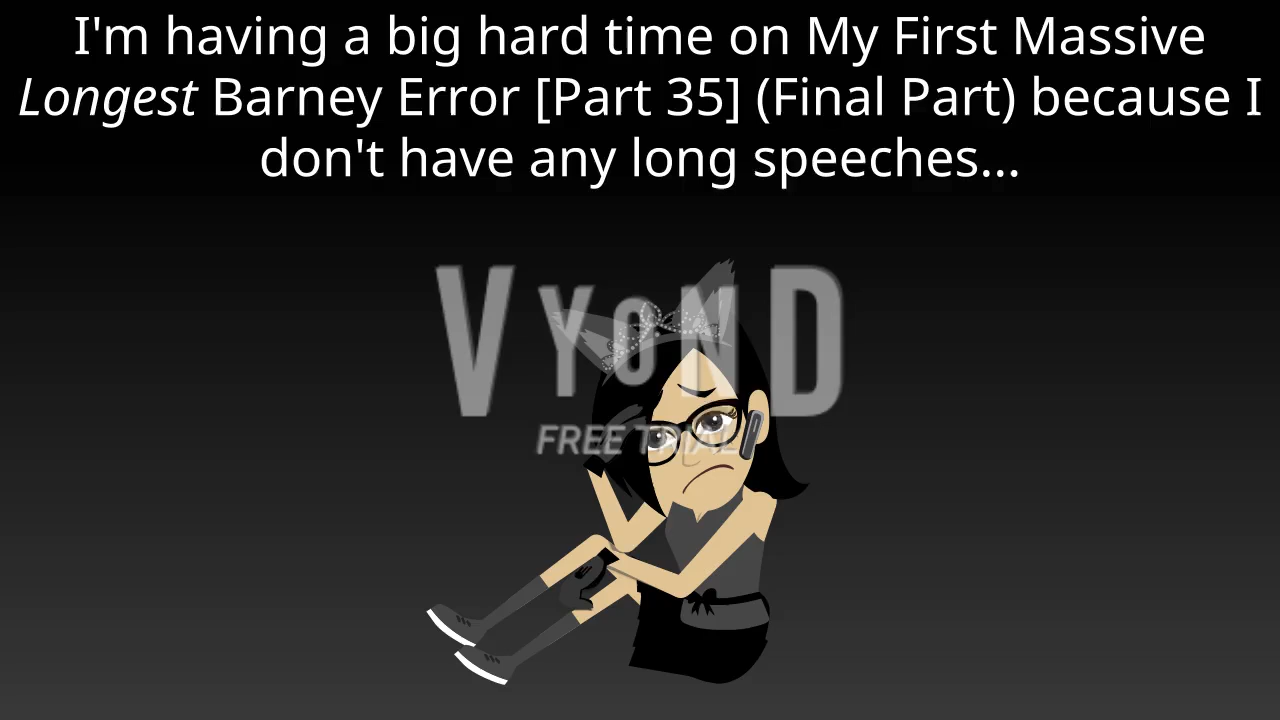 I'm having a big hard time on My First Massive
Longest Barney Error [Part 35] (Final Part) because I
don't have any long speeches...
VYOND
FREE TRIAL